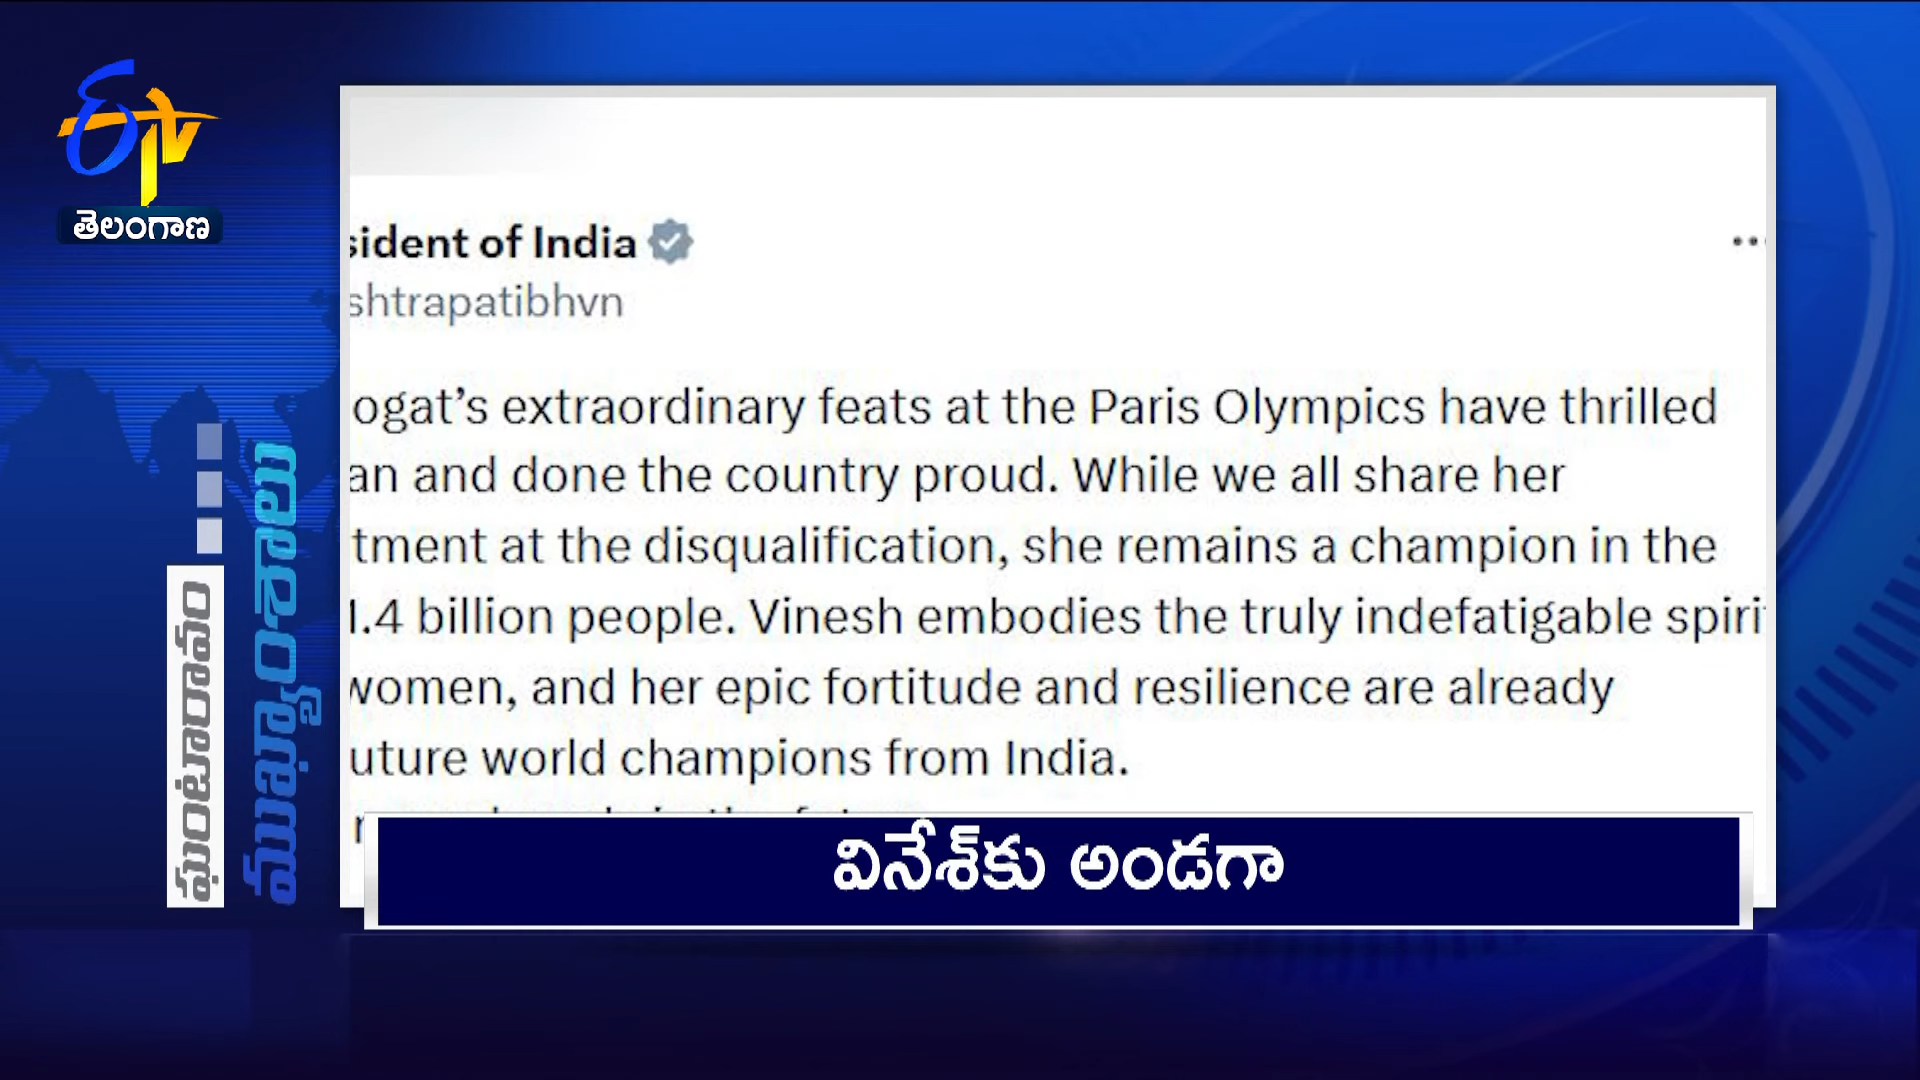 ETV
తెలంగాణ
sident of India
shtrapatibhvn
ogat’s extraordinary feats at the Paris Olympics have thrilled
an and done the country proud. While we all share her
tment at the disqualification, she remains a champion in the
1.4 billion people. Vinesh embodies the truly indefatigable spiri
women, and her epic fortitude and resilience are already
uture world champions from India.
వినేశ్‌కు అండగా
ఘంటారావం
ముఖ్యాంశాలు